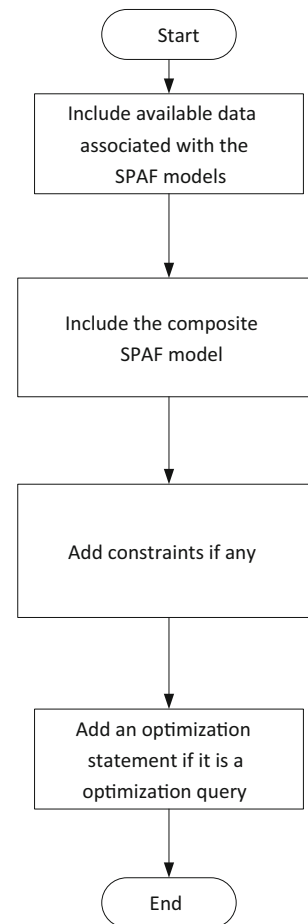 Start
Include available data
associated with the
SPAF models
Include the composite
SPAF model
Add constraints if any
Add an optimization
statement if it is a
optimization query
End